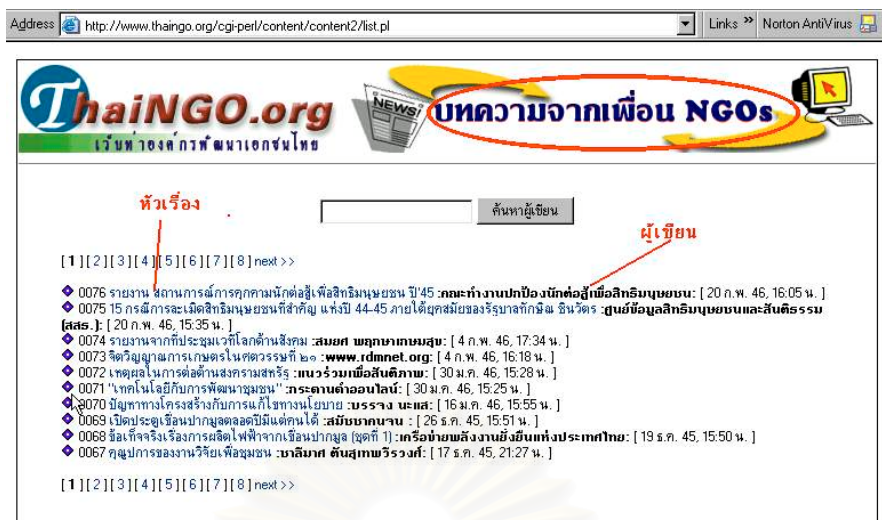 Address http://www.thaingo.org/cgi-perl/content/content2/list.pl Links » Norton AntiVirus
ThaiNGO.org
เว็บท่าองค์กรพัฒนาเอกชนไทย
NEWS
บทความจากเพื่อน NGOs
หัวเรื่อง
ค้นหาผู้เขียน
ผู้เขียน
[ 1 ][ 2 ][ 3 ][ 4 ][ 5 ][ 6 ][ 7 ][ 8 ] next >>
0076 รายงาน สถานการณ์การคุกคามนักต่อสู้เพื่อสิทธิมนุษยชน ปี'45 :คณะทำงานปกป้องนักต่อสู้เพื่อสิทธิมนุษยชน: [ 20 ก.พ. 46, 16:05 น. ]
0075 15 กรณีการละเมิดสิทธิมนุษยชนที่สำคัญ แห่งปี 44-45 ภายใต้ยุคสมัยของรัฐบาลทักษิณ ชินวัตร :ศูนย์ข้อมูลสิทธิมนุษยชนและสันติธรรม
(สสธ.): [ 20 ก.พ. 46, 15:35 น. ]
0074 รายงานจากที่ประชุมเวทีโลกด้านสังคม :สมยศ พฤกษาเกษมสุข: [ 4 ก.พ. 46, 17:34 น. ]
0073 จิตวิญญาณการเกษตรในศตวรรษที่ ๒๑ :www.rdmnet.org: [ 4 ก.พ. 46, 16:18 น. ]
0072 เหตุผลในการต่อต้านสงครามสหรัฐ :แนวร่วมเพื่อสันติภาพ: [ 30 ม.ค. 46, 15:28 น. ]
0071 "เทคโนโลยีกับการพัฒนาชุมชน" :กระดานดำออนไลน์: [ 30 ม.ค. 46, 15:25 น. ]
0070 ปัญหาทางโครงสร้างกับการแก้ไขทางนโยบาย :บรรจง นะแส: [ 16 ม.ค. 46, 15:55 น. ]
0069 เปิดประตูเขื่อนปากมูลตลอดปีมีแต่คนได้ :สมัชชาคนจน : [ 26 ธ.ค. 45, 15:51 น. ]
0068 ข้อเท็จจริงเรื่องการผลิตไฟฟ้าจากเขื่อนปากมูล (ชุดที่ 1) :เครือข่ายพลังงานยั่งยืนแห่งประเทศไทย: [ 19 ธ.ค. 45, 15:50 น. ]
0067 คุณูปการของงานวิจัยเพื่อชุมชน :ชาลีมาศ ตันสุเทพวีรวงศ์: [ 17 ธ.ค. 45, 21:27 น. ]
[ 1 ][ 2 ][ 3 ][ 4 ][ 5 ][ 6 ][ 7 ][ 8 ] next >>